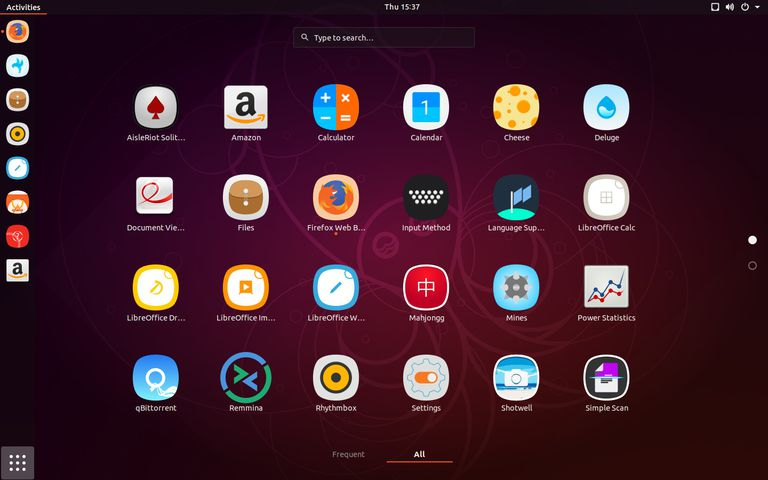 Activities
Thu 15:37
Type to search...
AisleRiot Solit...
Amazon
Calculator
Calendar
Cheese
Deluge
Document Vie...
Files
Firefox Web B...
Input Method
Language Sup...
LibreOffice Calc
LibreOffice Dr...
LibreOffice Im...
LibreOffice W...
Mahjongg
Mines
Power Statistics
qBittorrent
Remmina
Rhythmbox
Settings
Shotwell
Simple Scan
Frequent
All
a
a
1
中